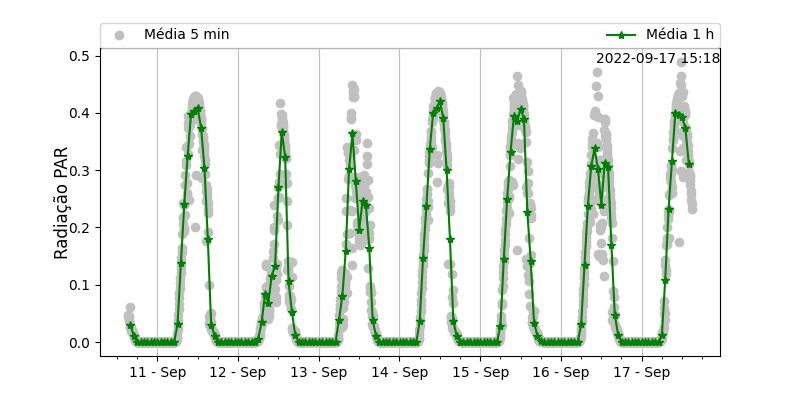 Média 5 min
Média 1 h
2022-09-17 15:18
Radiação PAR
0.5
0.4
0.3
0.2
0.1
0.0
11 - Sep
12 - Sep
13 - Sep
14 - Sep
15 - Sep
16 - Sep
17 - Sep